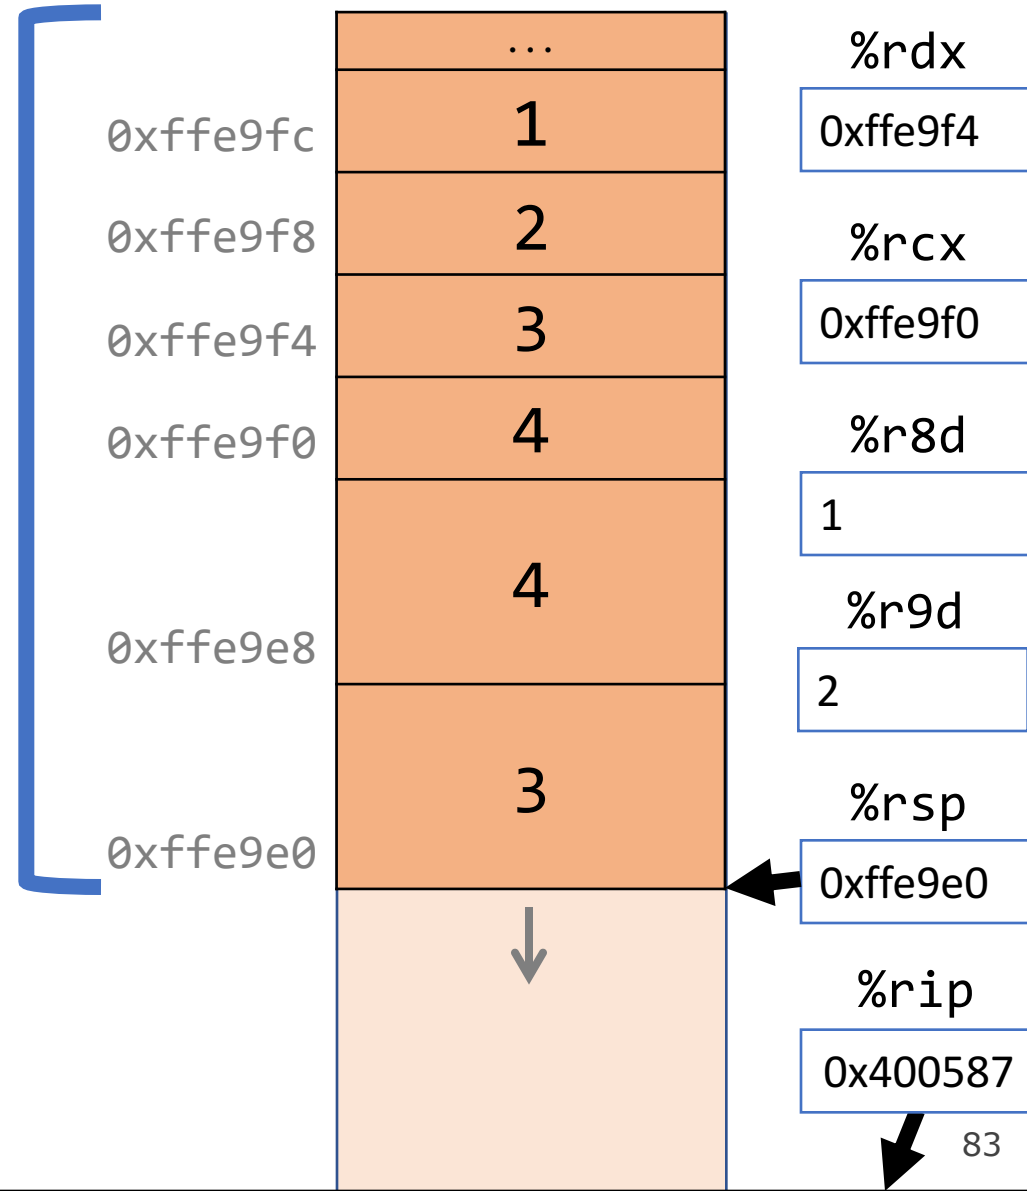 ...
0xffe9fc 1
0xffe9f8 2
0xffe9f4 3
0xffe9f0 4
0xffe9e8 4
0xffe9e0 3
%rdx
0xffe9f4
%rcx
0xffe9f0
%r8d
1
%r9d
2
%rsp
0xffe9e0
%rip
0x400587
83